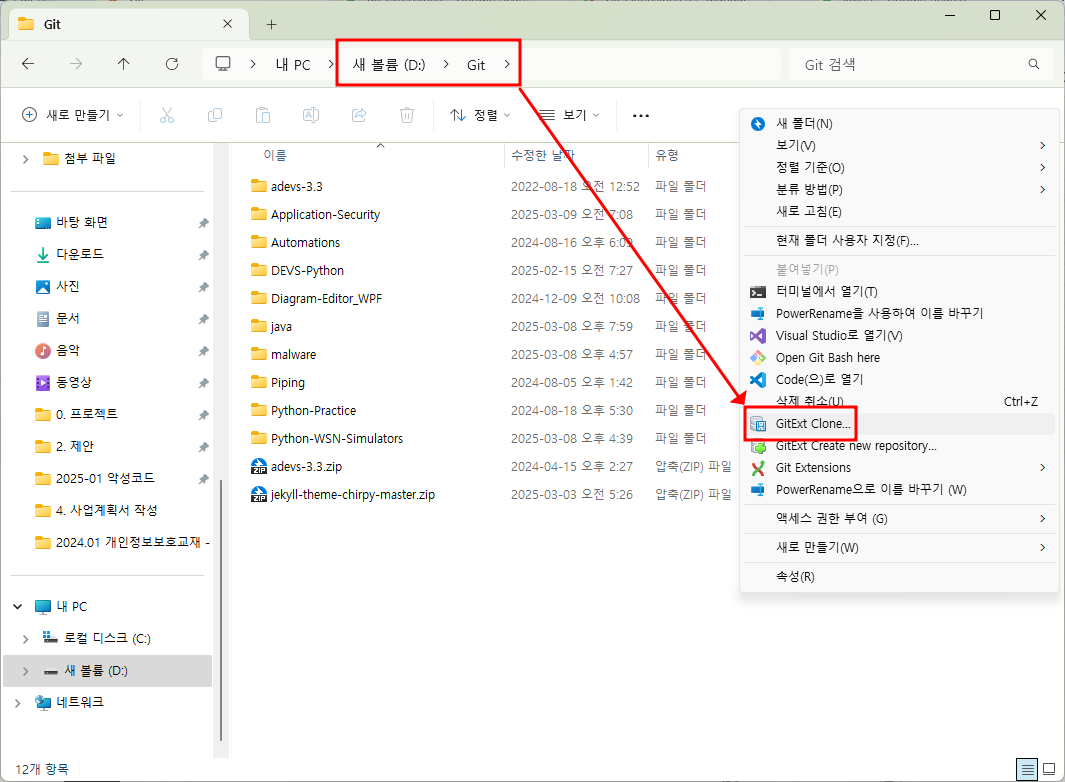 Git
내 PC
새 볼륨 (D:)
Git
Git 검색
새로 만들기
정렬
보기
첨부 파일
바탕 화면
다운로드
사진
문서
음악
동영상
0. 프로젝트
2. 제안
2025-01 악성코드
4. 사업계획서 작성
2024.01 개인정보보호교재 -
내 PC
로컬 디스크 (C:)
새 볼륨 (D:)
네트워크
이름 수정한 날짜 유형
adevs-3.3 2022-08-18 오전 12:52 파일 폴더
Application-Security 2025-03-09 오전 7:08 파일 폴더
Automations 2024-08-16 오후 6:09 파일 폴더
DEVS-Python 2025-02-15 오전 7:27 파일 폴더
Diagram-Editor_WPF 2024-12-09 오전 10:08 파일 폴더
java 2025-03-08 오후 7:59 파일 폴더
malware 2025-03-08 오후 4:57 파일 폴더
Piping 2024-08-05 오후 1:42 파일 폴더
Python-Practice 2024-08-18 오후 5:30 파일 폴더
Python-WSN-Simulators 2025-03-08 오후 4:39 파일 폴더
adevs-3.3.zip 2024-04-15 오후 2:27 압축(ZIP) 파일
jekyll-theme-chirpy-master.zip 2025-03-03 오전 5:26 압축(ZIP) 파일
새 폴더(N)
보기(V)
정렬 기준(O)
분류 방법(P)
새로 고침(E)
현재 폴더 사용자 지정(F)...
붙여넣기(P)
터미널에서 열기(T)
PowerRename을 사용하여 이름 바꾸기
Visual Studio로 열기(V)
Open Git Bash here
Code(으)로 열기
삭제 취소(U) Ctrl+Z
GitExt Clone...
GitExt Create new repository...
Git Extensions
PowerRename으로 이름 바꾸기 (W)
액세스 권한 부여 (G)
새로 만들기(W)
속성(R)
12개 항목